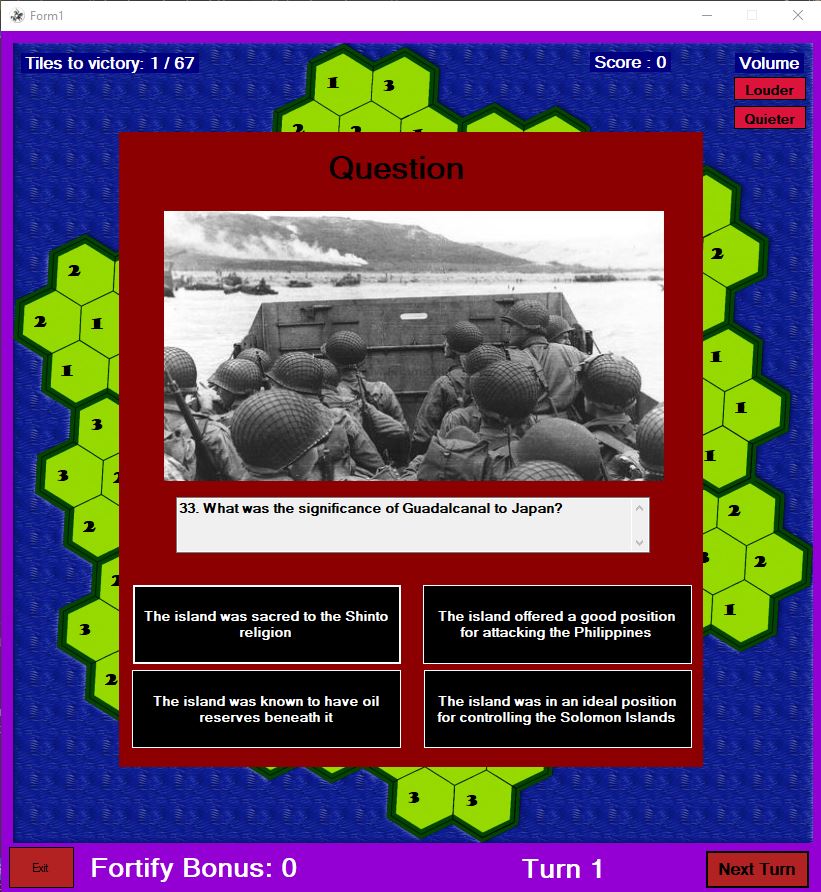 Form1
Tiles to victory: 1 / 67
Score : 0
Volume
Louder
Quieter
1
3
2
2
1
Question
2
2
1
1
3
3
2
2
2
3
2
2
1
1
1
2
3
2
1
33. What was the significance of Guadalcanal to Japan?
The island was sacred to the Shinto
religion
The island offered a good position
for attacking the Philippines
The island was known to have oil
reserves beneath it
The island was in an ideal position
for controlling the Solomon Islands
3
3
Exit
Fortify Bonus: 0
Turn 1
Next Turn